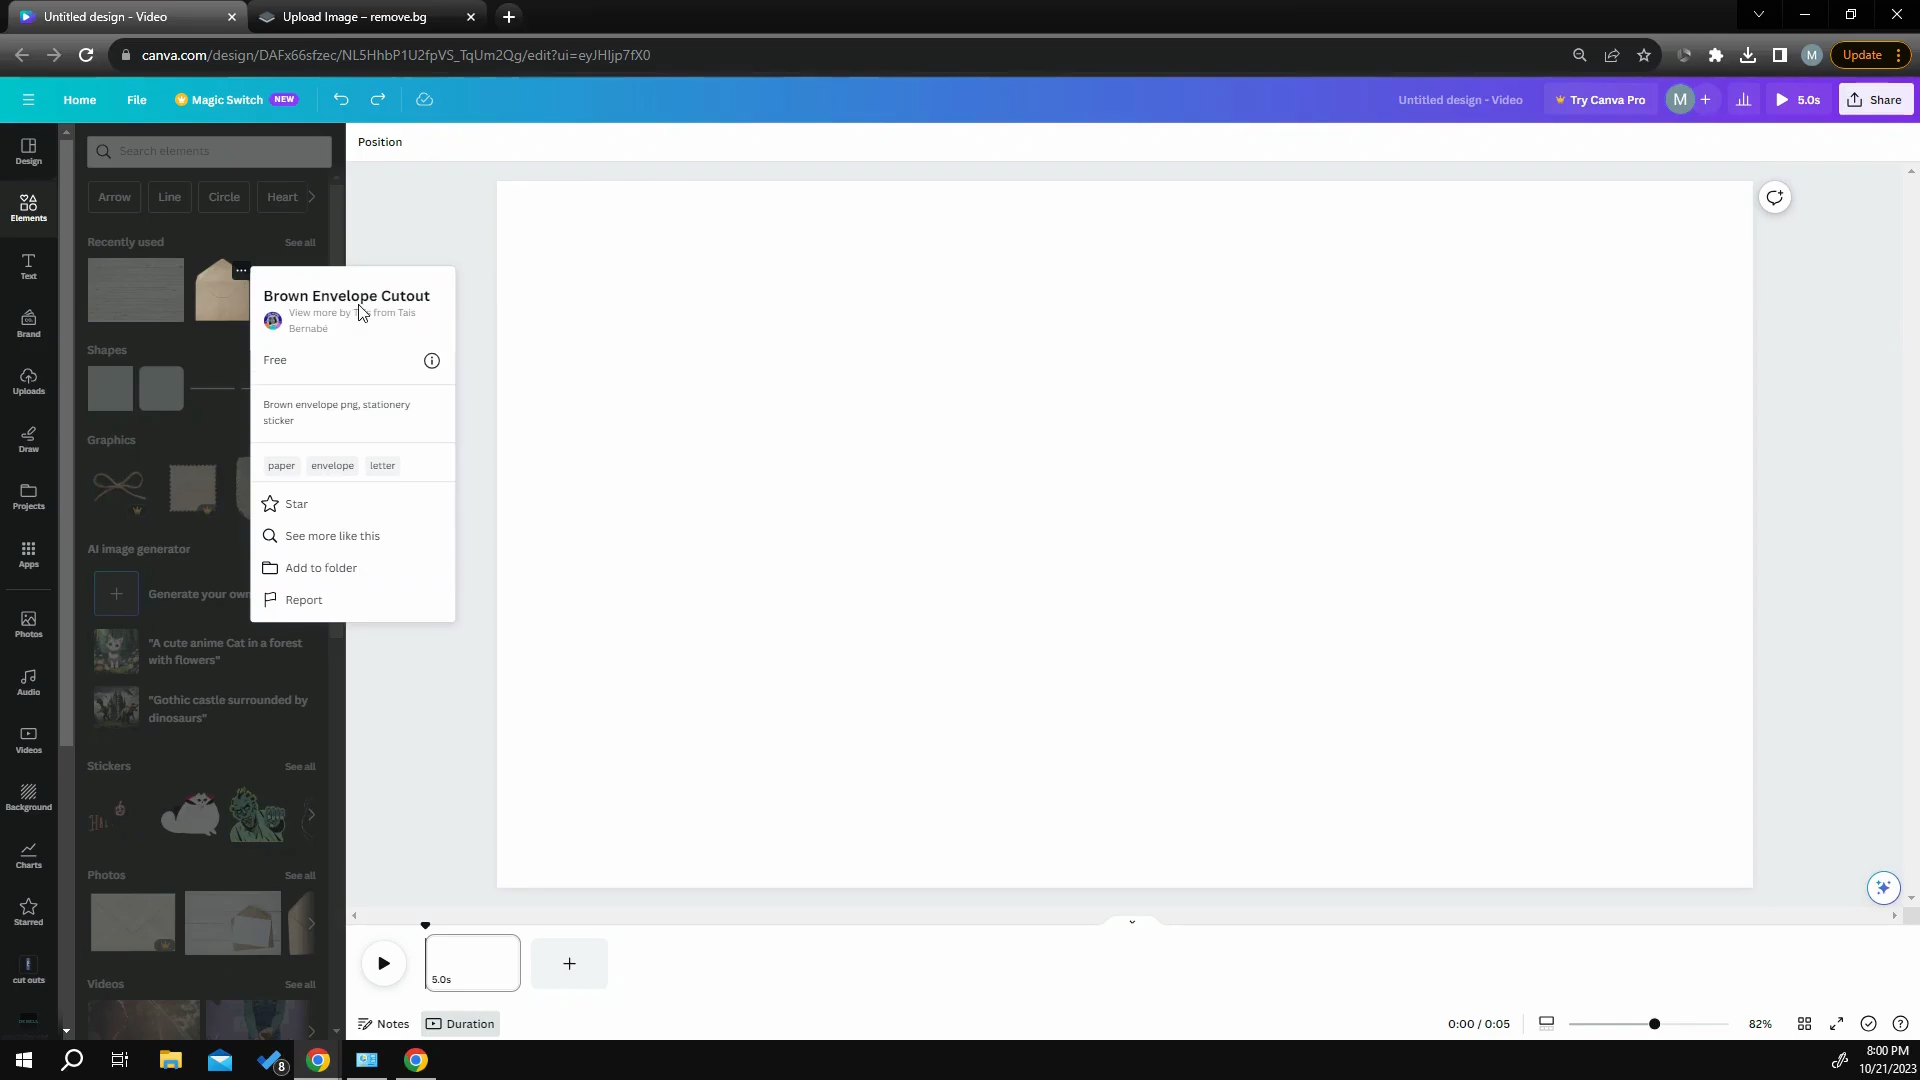 Untitled design - Video
Upload Image – remove.bg
canva.com/design/DAFx66sfzec/NL5HhbP1U2fpVS_TqUm2Qg/edit?ui=eyJHIjp7fX0
M
Update
Home
File
Magic Switch NEW
Untitled design - Video
Try Canva Pro
M
5.0s
Share
Design
Elements
Text
Brand
Uploads
Draw
Projects
Apps
Photos
Audio
Videos
Background
Charts
Starred
cut outs
Search elements
Arrow
Line
Circle
Heart
Recently used
See all
Shapes
Graphics
AI image generator
Generate your own
"A cute anime Cat in a forest
with flowers"
"Gothic castle surrounded by
dinosaurs"
Stickers
See all
Photos
See all
Videos
See all
Brown Envelope Cutout
View more by from Tais
Bernabé
Free
Brown envelope png, stationery
sticker
paper
envelope
letter
Star
See more like this
Add to folder
Report
Position
5.0s
Notes
Duration
0:00 / 0:05
82%
8
8:00 PM
10/21/2023